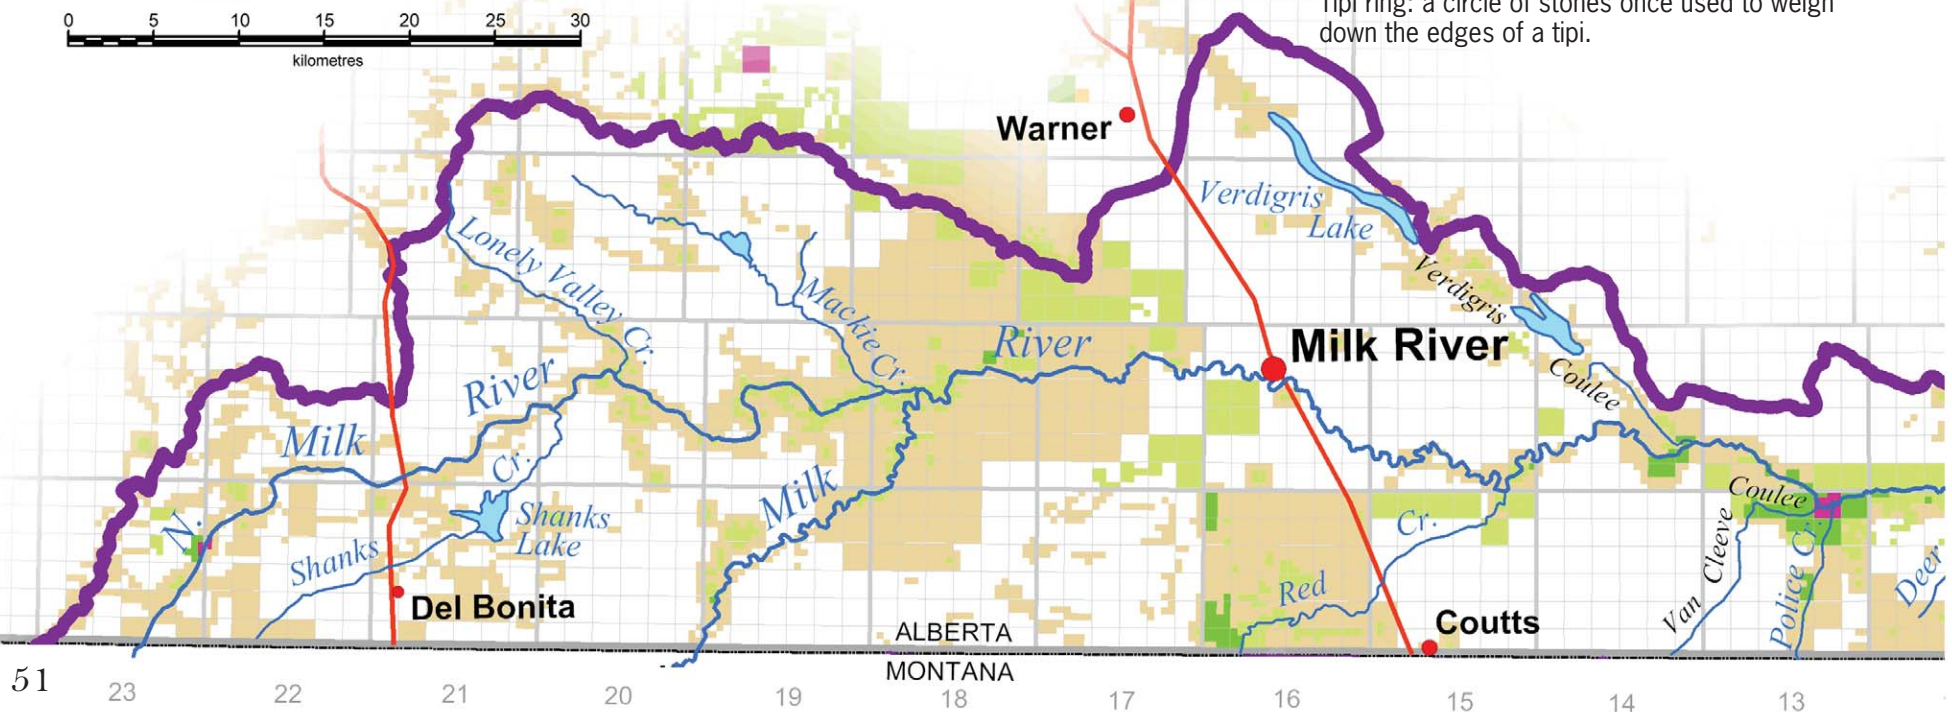 0 5 10 15 20 25 30
kilometres
Tipi ring: a circle of stones once used to weigh
down the edges of a tipi.
Warner
Verdigris
Lake
Lonely Valley Cr.
Mackie Cr.
Verdigris
Coulee
River
Milk River
River
Milk
N.
Cr.
Shanks
Lake
Shanks
Milk
Del Bonita
Cr.
Red
Coutts
Coulee
Van Cleeve
Police Cr.
Deer
ALBERTA
MONTANA
51
23 22 21 20 19 18 17 16 15 14 13